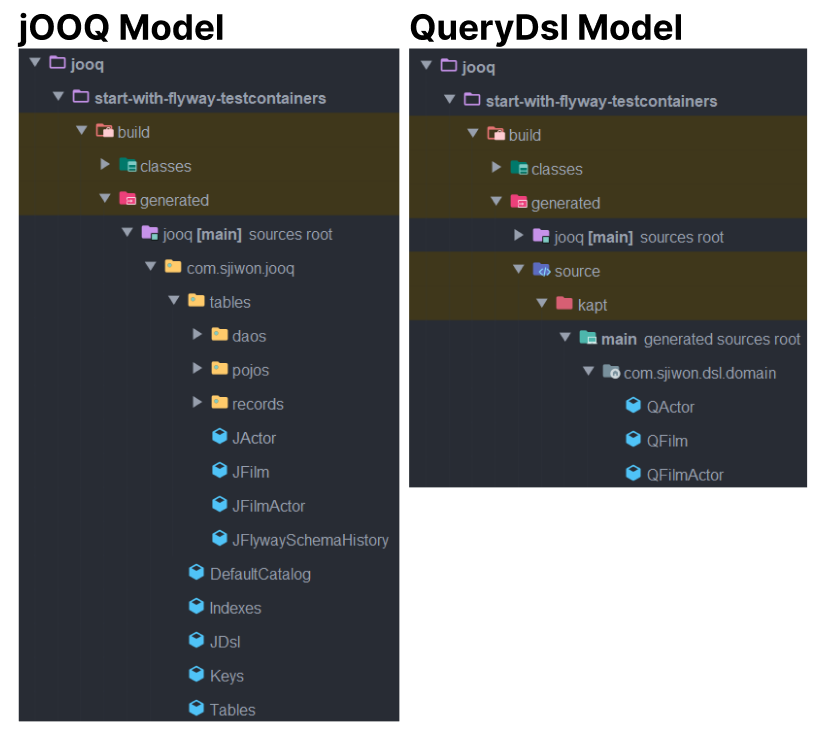 jOOQ Model
jooq
start-with-flyway-testcontainers
build
classes
generated
jooq [main] sources root
com.sjiwon.jooq
tables
daos
pojos
records
JActor
JFilm
JFilmActor
JFlywaySchemaHistory
DefaultCatalog
Indexes
JDsl
Keys
Tables
QueryDsl Model
jooq
start-with-flyway-testcontainers
build
classes
generated
jooq [main] sources root
source
kapt
main generated sources root
com.sjiwon.dsl.domain
QActor
QFilm
QFilmActor